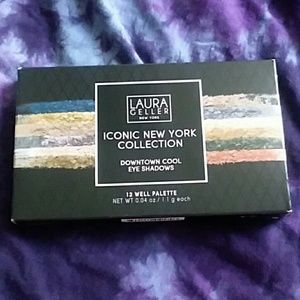 LAURA
GELLER
NEW YORK
ICONIC NEW YORK
COLLECTION
DOWNTOWN COOL
EYE SHADOWS
12 WELL PALETTE
NET WT 0.04 oz / 1.1 g each